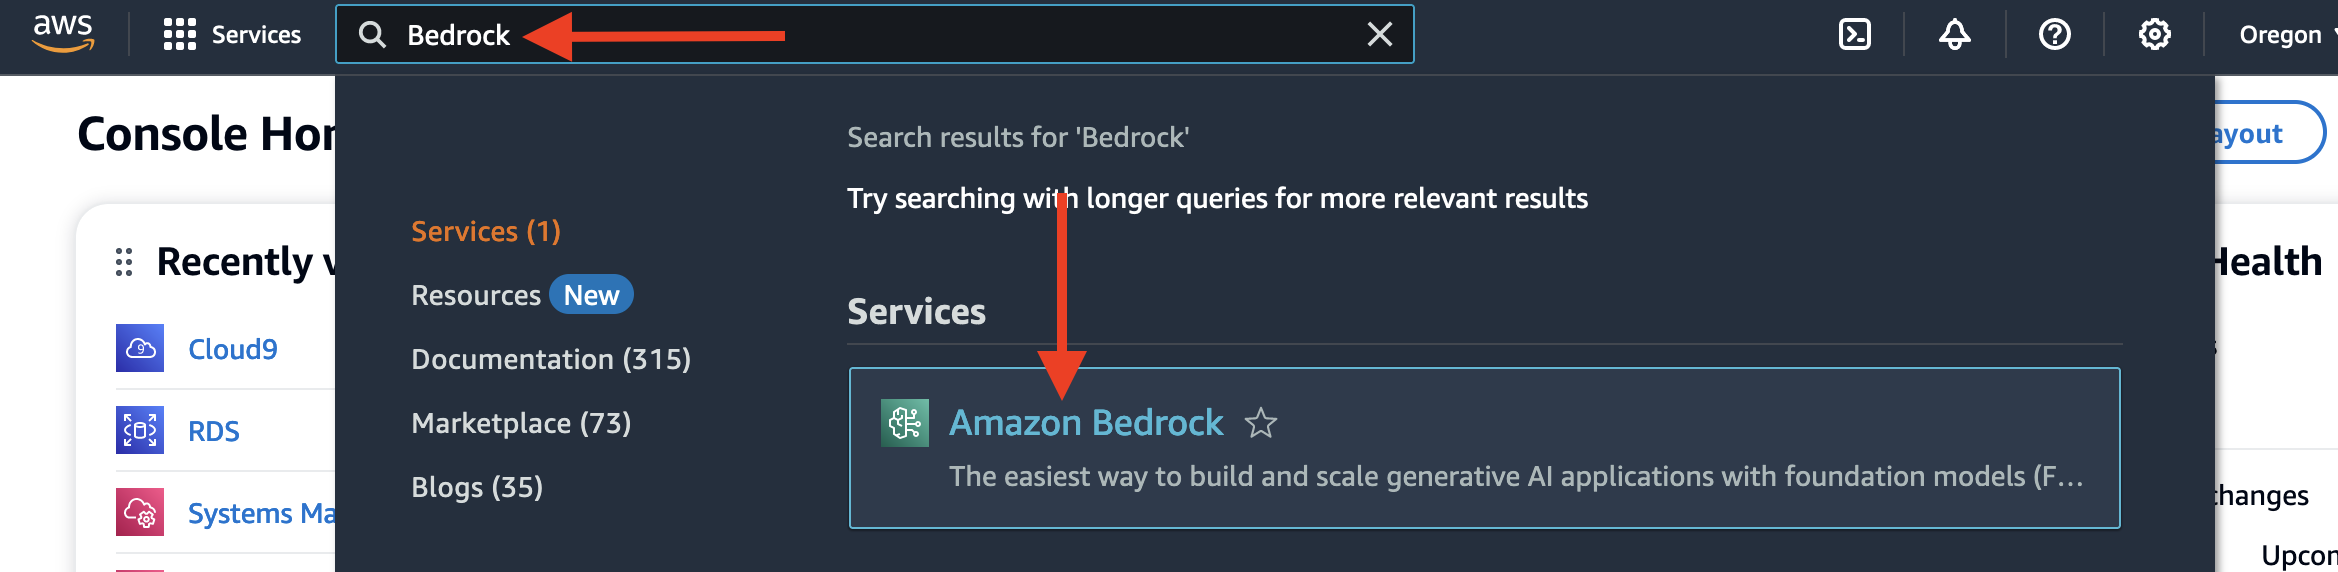 aws
Services
Bedrock
Oregon
Console Hor
ayout
Search results for 'Bedrock'
Try searching with longer queries for more relevant results
Services (1)
Resources New
Documentation (315)
Marketplace (73)
Blogs (35)
Services
Amazon Bedrock
The easiest way to build and scale generative AI applications with foundation models (F...
Recently v
Cloud9
RDS
Systems Ma
Health
changes
Upcon